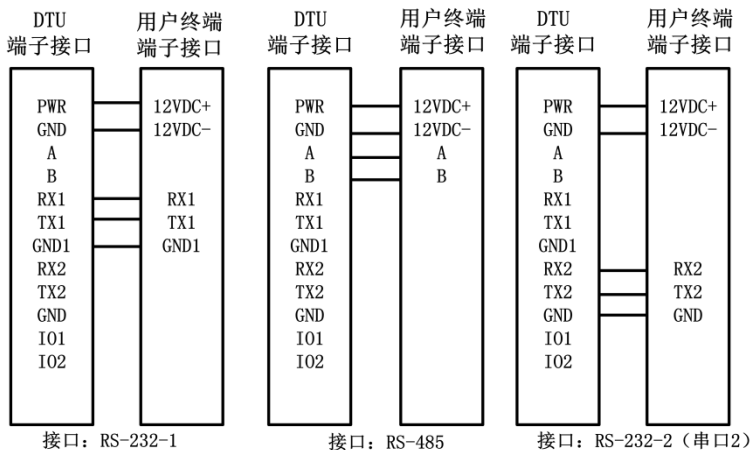 DTU
端子接口
用户终端
端子接口
PWR
GND
A
B
RX1
TX1
GND1
RX2
TX2
GND
IO1
IO2
12VDC+
12VDC-
RX1
TX1
GND1
接口: RS-232-1
DTU
端子接口
用户终端
端子接口
PWR
GND
A
B
RX1
TX1
GND1
RX2
TX2
GND
IO1
IO2
12VDC+
12VDC-
A
B
接口: RS-485
DTU
端子接口
用户终端
端子接口
PWR
GND
A
B
RX1
TX1
GND1
RX2
TX2
GND
IO1
IO2
12VDC+
12VDC-
RX2
TX2
GND
接口: RS-232-2（串口2）